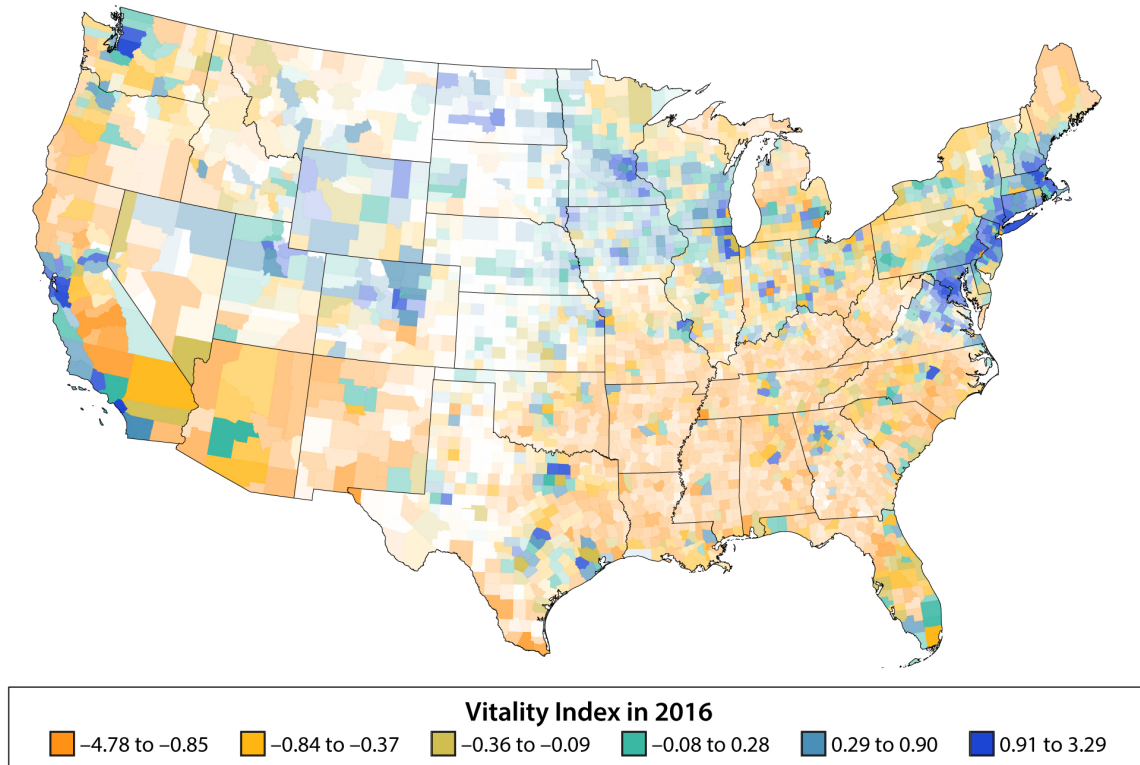 Vitality Index in 2016
–4.78 to –0.85 –0.84 to –0.37 –0.36 to –0.09 –0.08 to 0.28 0.29 to 0.90 0.91 to 3.29